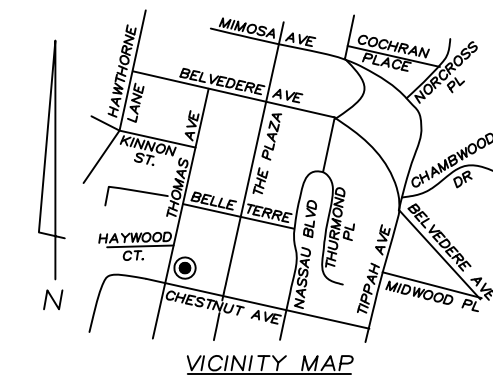 MIMOSA AVE
COCHRAN
PLACE
NORCROSS
PL
HAWTHORNE
LANE
BELVEDERE AVE
KINNON
ST.
THOMAS AVE
THE PLAZA
CHAMBWOOD
DR
BELLE TERRE
NASSAU BLVD
THURMOND
PL
TIPPAH AVE
BELVEDERE AVE
HAYWOOD
CT.
MIDWOOD PL
CHESTNUT AVE
N
VICINITY MAP